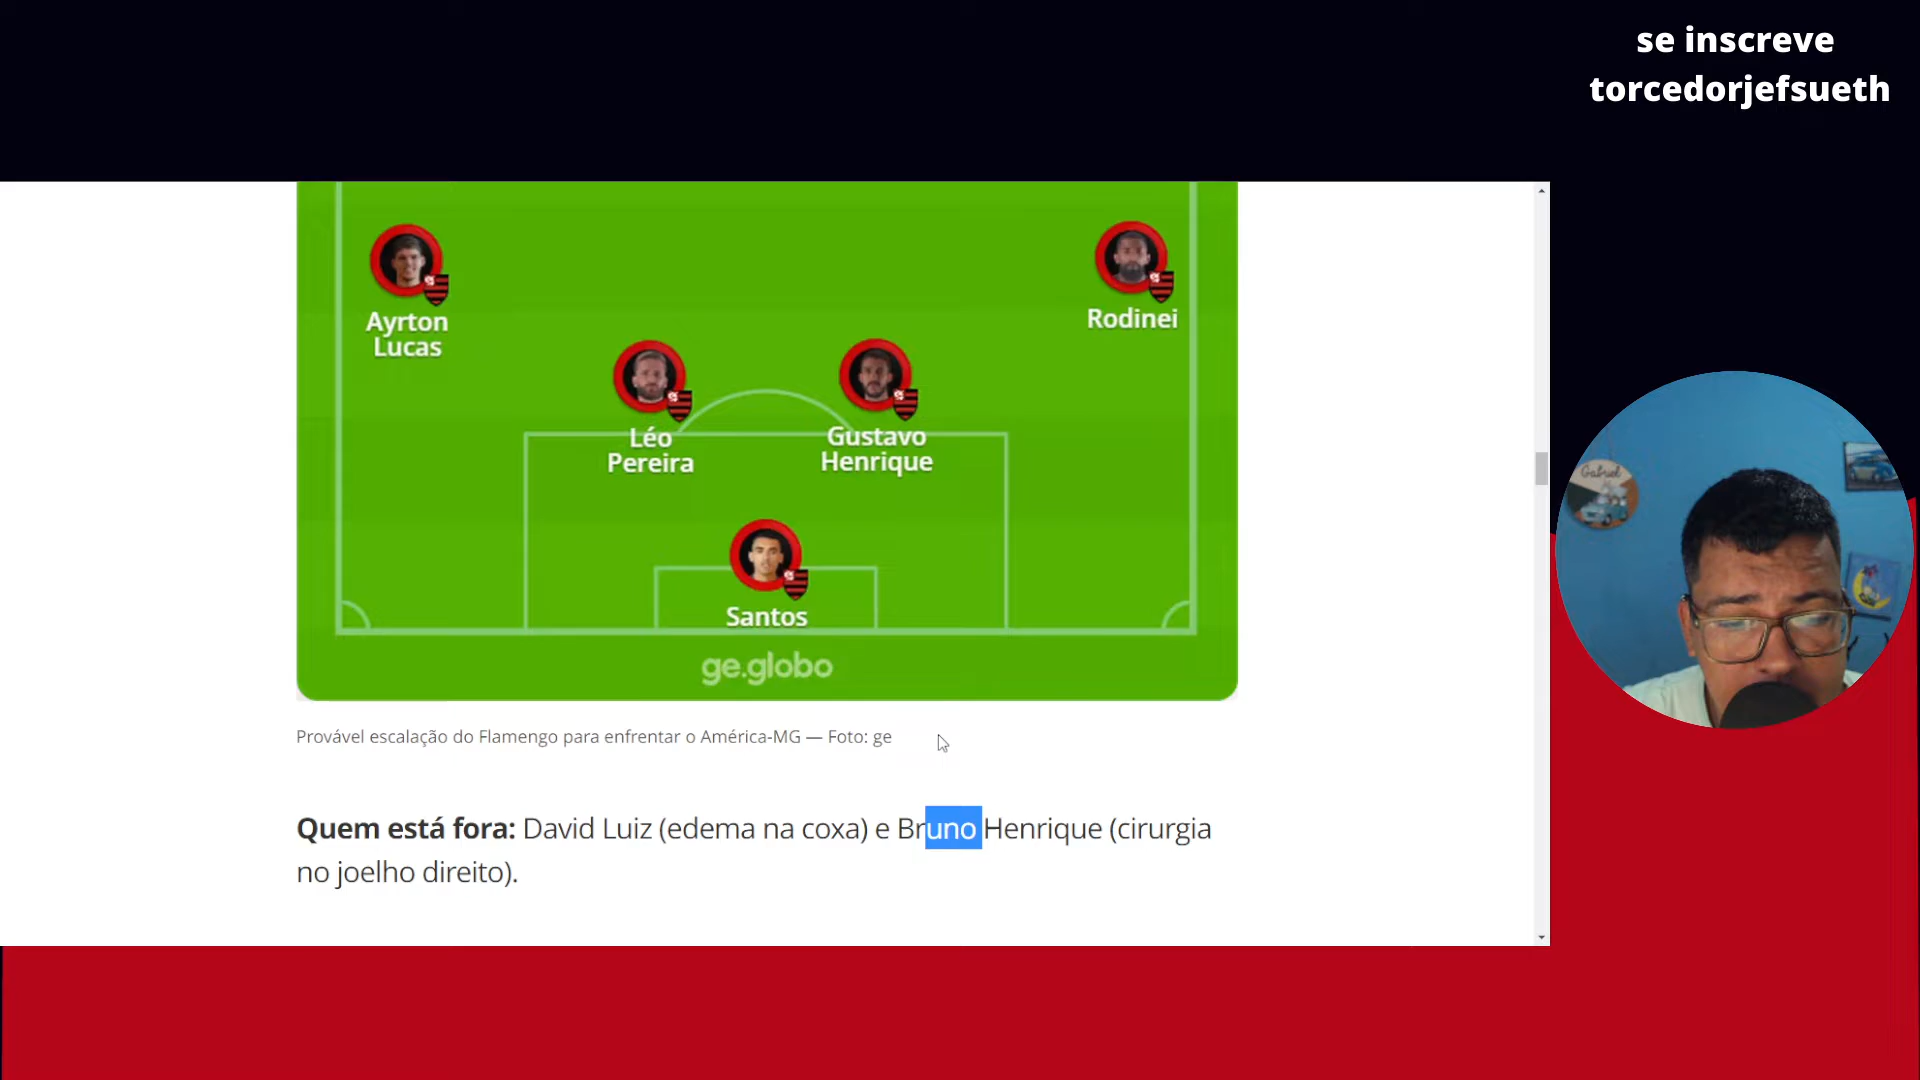 se inscreve
torcedorjefsueth
Ayrton
Lucas
Rodinei
Léo
Pereira
Gustavo
Henrique
Santos
ge.globo
Provável escalação do Flamengo para enfrentar o América-MG — Foto: ge
Quem está fora: David Luiz (edema na coxa) e Bruno Henrique (cirurgia
no joelho direito).
Gabriel